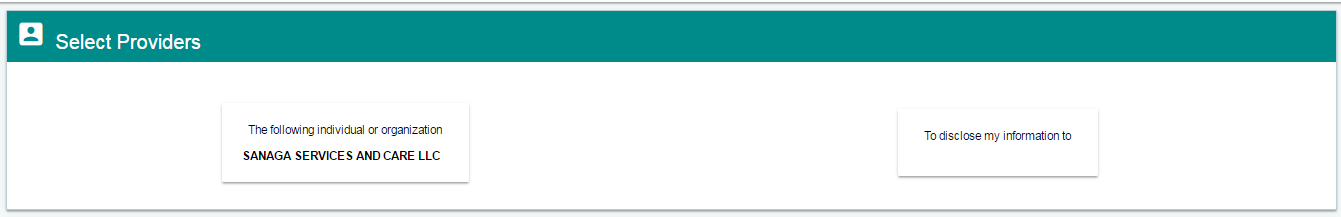 Select Providers
The following individual or organization
SANAGA SERVICES AND CARE LLC
To disclose my information to